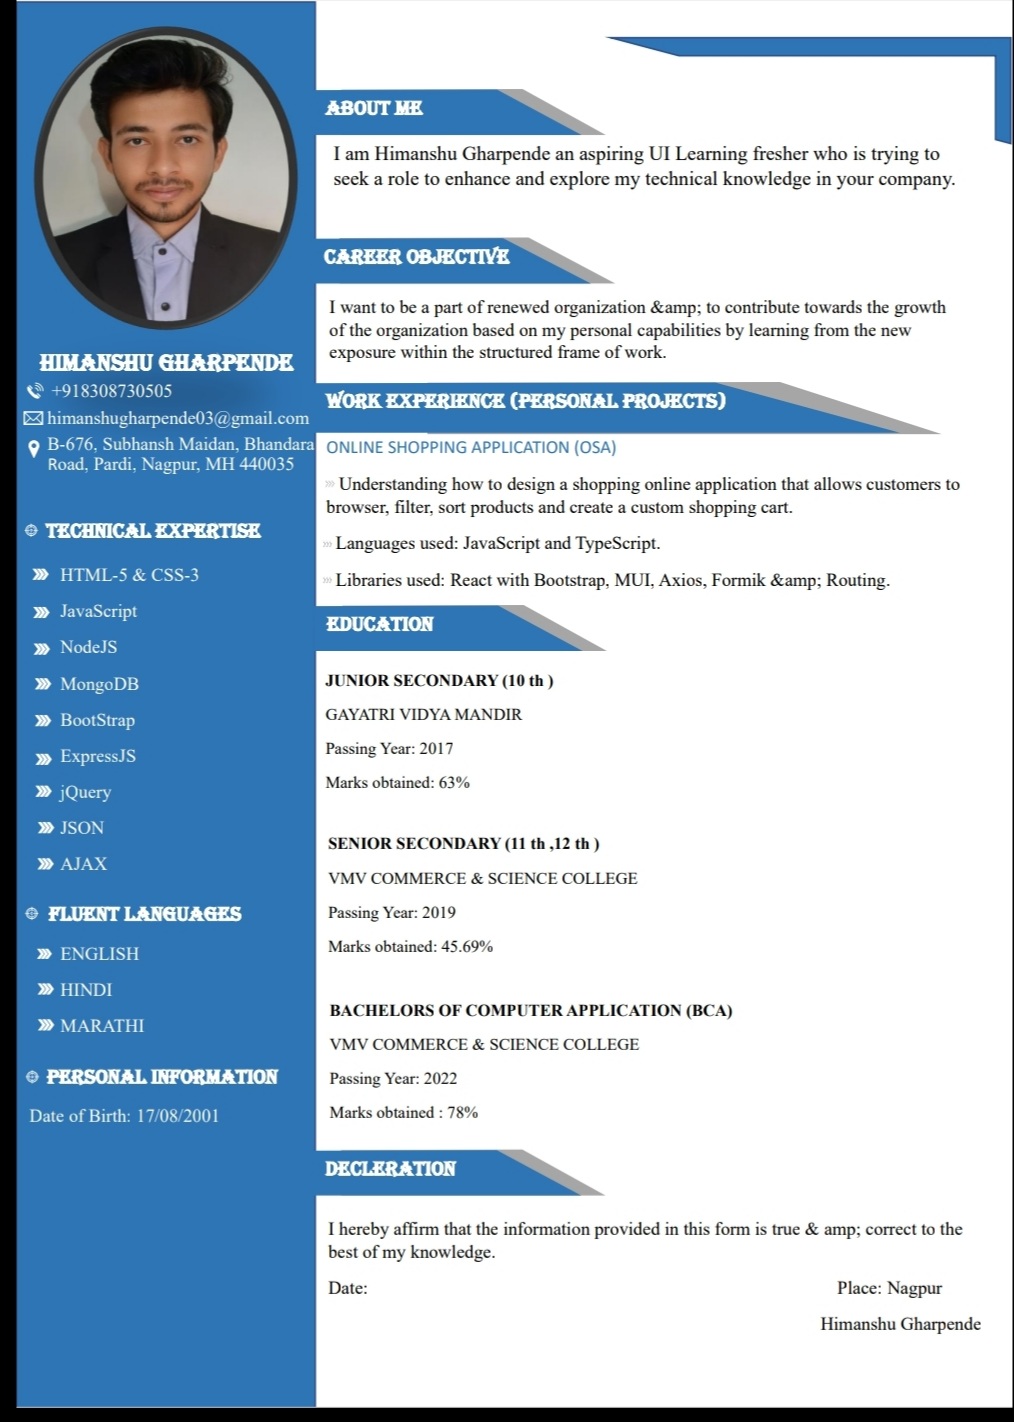 HIMANSHU GHARPENDE
+918308730505
himanshugharpende03@gmail.com
B-676, Subhansh Maidan, Bhandara
Road, Pardi, Nagpur, MH 440035
TECHNICAL EXPERTISE
HTML-5 & CSS-3
JavaScript
NodeJS
MongoDB
BootStrap
ExpressJS
jQuery
JSON
AJAX
FLUENT LANGUAGES
ENGLISH
HINDI
MARATHI
PERSONAL INFORMATION
Date of Birth: 17/08/2001
ABOUT ME
I am Himanshu Gharpende an aspiring UI Learning fresher who is trying to
seek a role to enhance and explore my technical knowledge in your company.
CAREER OBJECTIVE
I want to be a part of renewed organization &amp; to contribute towards the growth
of the organization based on my personal capabilities by learning from the new
exposure within the structured frame of work.
WORK EXPERIENCE (PERSONAL PROJECTS)
ONLINE SHOPPING APPLICATION (OSA)
Understanding how to design a shopping online application that allows customers to
browser, filter, sort products and create a custom shopping cart.
Languages used: JavaScript and TypeScript.
Libraries used: React with Bootstrap, MUI, Axios, Formik &amp; Routing.
EDUCATION
JUNIOR SECONDARY (10 th )
GAYATRI VIDYA MANDIR
Passing Year: 2017
Marks obtained: 63%
SENIOR SECONDARY (11 th ,12 th )
VMV COMMERCE & SCIENCE COLLEGE
Passing Year: 2019
Marks obtained: 45.69%
BACHELORS OF COMPUTER APPLICATION (BCA)
VMV COMMERCE & SCIENCE COLLEGE
Passing Year: 2022
Marks obtained : 78%
DECLERATION
I hereby affirm that the information provided in this form is true & amp; correct to the
best of my knowledge.
Date: Place: Nagpur
Himanshu Gharpende